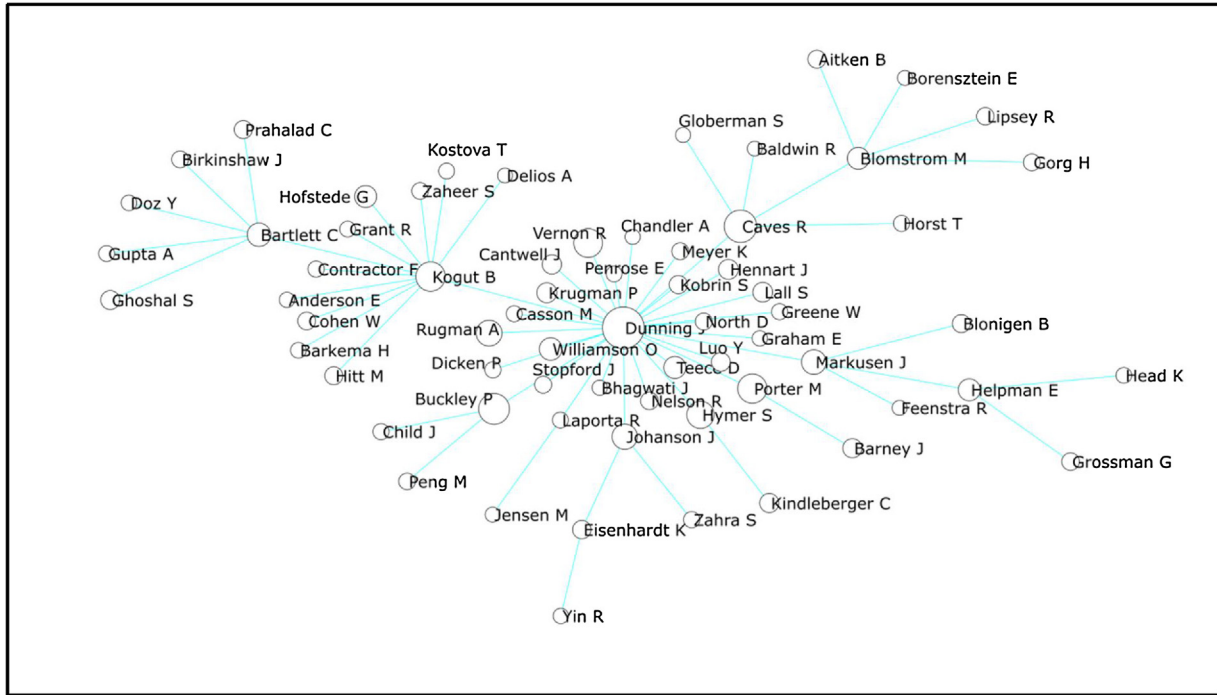 Aitken B
Borensztein E
Prahalad C
Globerman S
Lipsey R
Birkinshaw J
Kostova T
Baldwin R
Blomstrom M
Gorg H
Delios A
Hofstede G
Zaheer S
Doz Y
Bartlett C
Grant R
Vernon R
Chandler A
Caves R
Horst T
Gupta A
Cantwell J
Meyer K
Contractor F
Kogut B
Penrose E
Hennart J
Ghoshal S
Anderson E
Krugman P
Kobrin S
Lall S
Cohen W
Casson M
Greene W
Rugman A
Dunning J
North D
Blonigen B
Barkema H
Williamson O
Luo Y
Graham E
Hitt M
Dicken P
Stopford J
Teece D
Markusen J
Head K
Buckley P
Bhagwati J
Porter M
Helpman E
Nelson R
Feenstra R
Child J
Laporta R
Hymer S
Johanson J
Barney J
Grossman G
Peng M
Jensen M
Kindleberger C
Eisenhardt K
Zahra S
Yin R